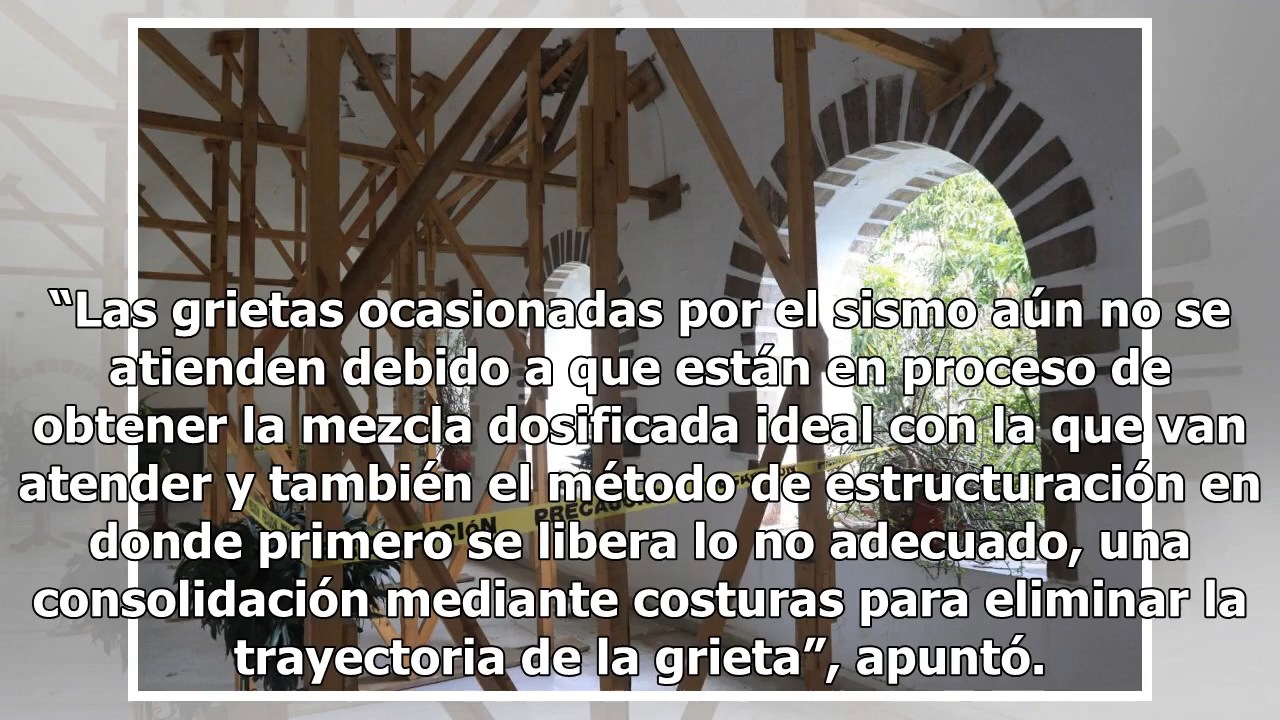 “Las grietas ocasionadas por el sismo aún no se
atienden debido a que están en proceso de
obtener la mezcla dosificada ideal con la que van
atender y también el método de estructuración en
donde primero se libera lo no adecuado, una
consolidación mediante costuras para eliminar la
trayectoria de la grieta”, apuntó.